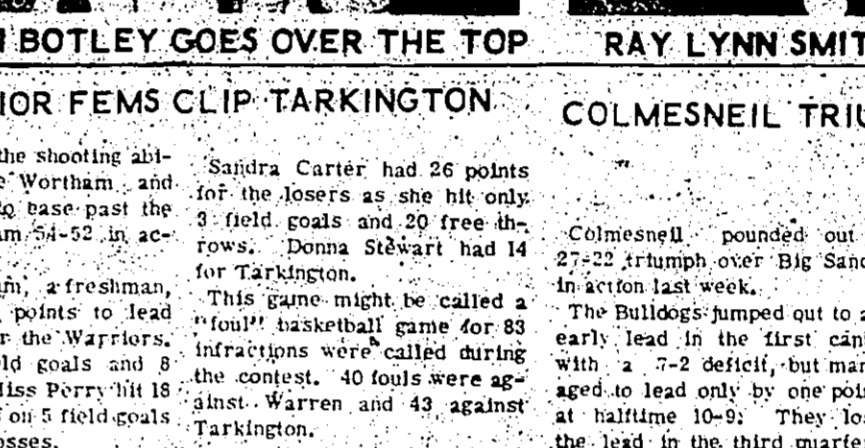 BOTLEY GOES OVER THE TOP
RAY LYNN SMIT
IOR FEMS CLIP TARKINGTON
the shooting abi-
Wortham and
to base past the
am 54-52 in ac-
am, a freshman,
points to lead
r the Warriors.
ld goals and 8
Miss Perry hit 18
on 5 field goals
osses.
Sandra Carter had 26 points
for the losers as she hit only
3 field goals and 20 free th-
rows. Donna Stewart had 14
for Tarkington.
This game might be called a
"foul" basketball game for 83
infractions were called during
the contest. 40 fouls were ag-
ainst Warren and 43 against
Tarkington.
COLMESNEIL TRIU
Colmesneil pounded out
27-22 triumph over Big Sand
in action last week.
The Bulldogs jumped out to a
early lead in the first can
with a 7-2 deficit, but man
aged to lead only by one poi
at halftime 10-9. They lo
the lead in the third quarte